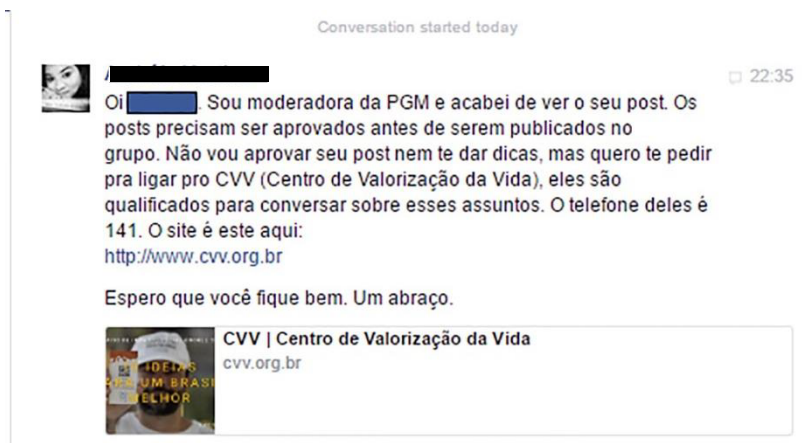 Conversation started today
22:35
Oi . Sou moderadora da PGM e acabei de ver o seu post. Os
posts precisam ser aprovados antes de serem publicados no
grupo. Não vou aprovar seu post nem te dar dicas, mas quero te pedir
pra ligar pro CVV (Centro de Valorização da Vida), eles são
qualificados para conversar sobre esses assuntos. O telefone deles é
141. O site é este aqui:
http://www.cvv.org.br
Espero que você fique bem. Um abraço.
CVV | Centro de Valorização da Vida
cvv.org.br
IDEIAS
UM BRASI
MELHOR